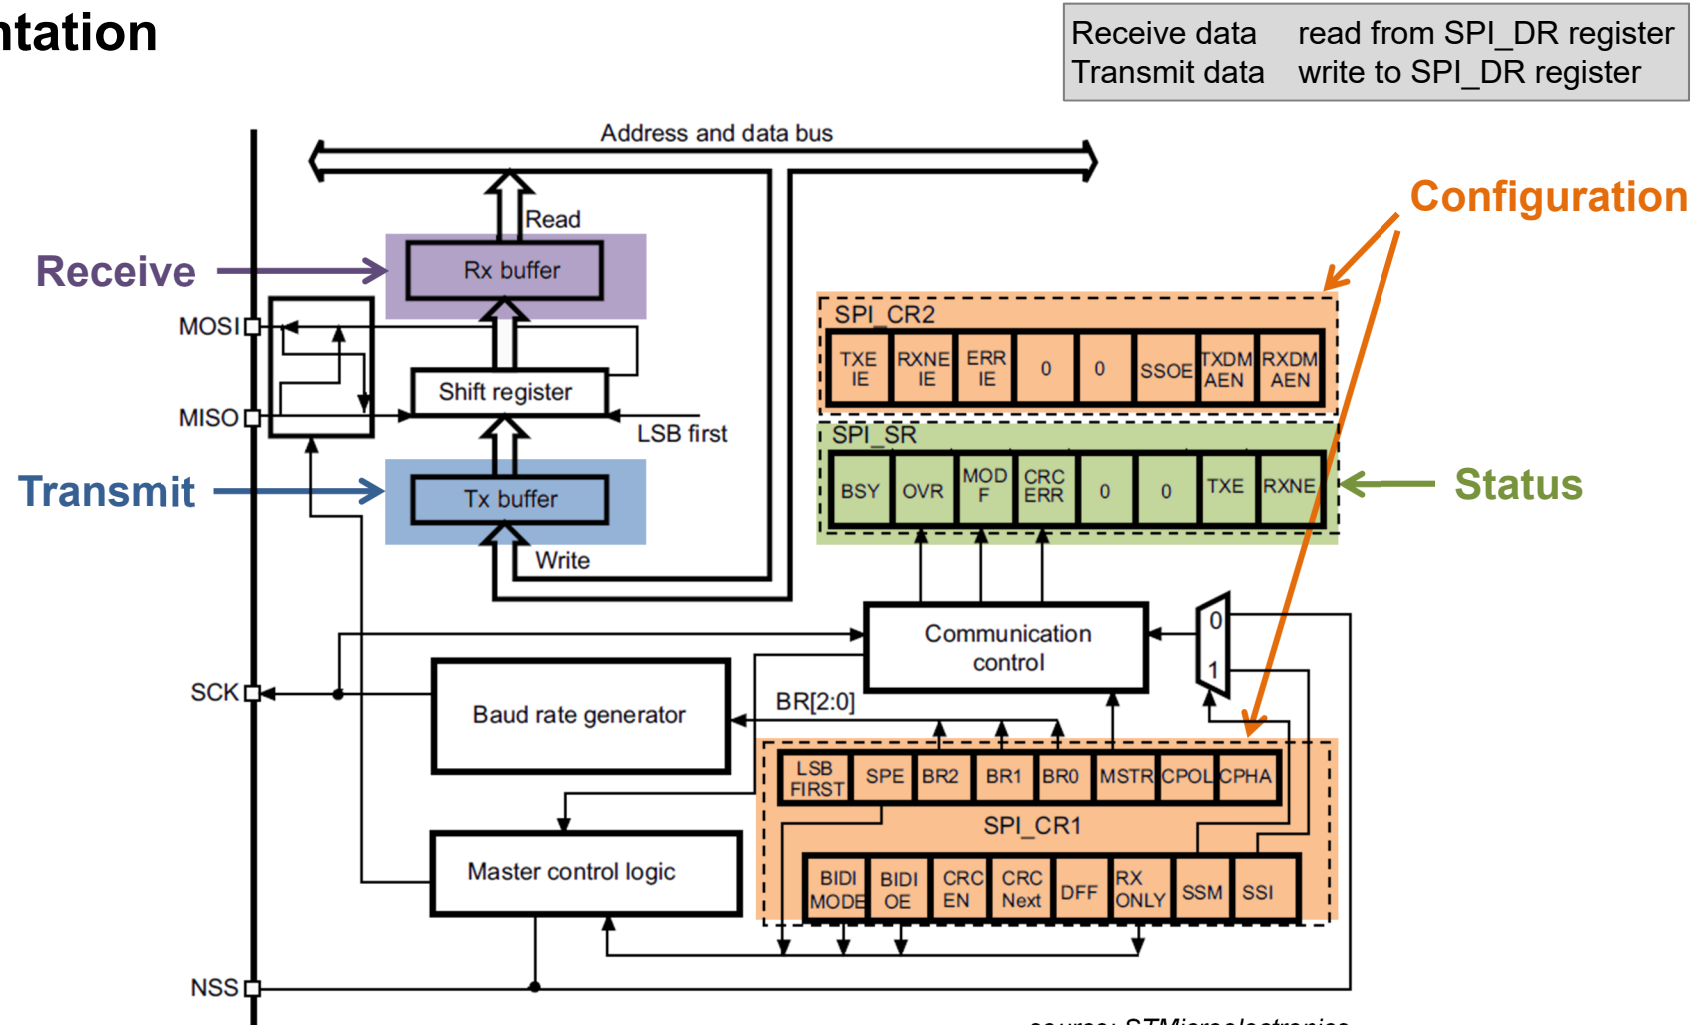 ntation
Receive data read from SPI_DR register
Transmit data write to SPI_DR register
Address and data bus
Configuration
Read
Receive
Rx buffer
MOSI
SPI_CR2
TXE IE
RXNE IE
ERR IE
0
0
SSOE
TXDM AEN
RXDM AEN
Shift register
MISO
LSB first
SPI_SR
BSY
OVR
MOD F
CRC ERR
0
0
TXE
RXNE
Status
Transmit
Tx buffer
Write
Communication
control
0
1
SCK
Baud rate generator
BR[2:0]
LSB FIRST
SPE
BR2
BR1
BR0
MSTR
CPOL
CPHA
SPI_CR1
Master control logic
BIDI MODE
BIDI OE
CRC EN
CRC Next
DFF
RX ONLY
SSM
SSI
NSS
source: STMicroelectronics